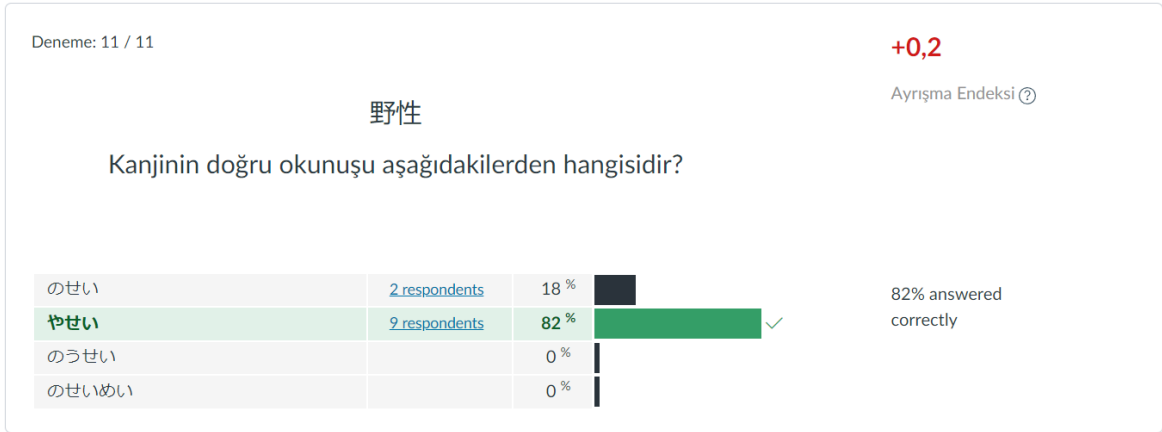 Deneme: 11 / 11
+0,2
Ayrışma Endeksi ?
野性
Kanjinin doğru okunuşu aşağıdakilerden hangisidir?
のせい 2 respondents 18 %
やせい 9 respondents 82 %
のうせい 0 %
のせいめい 0 %
82% answered
correctly